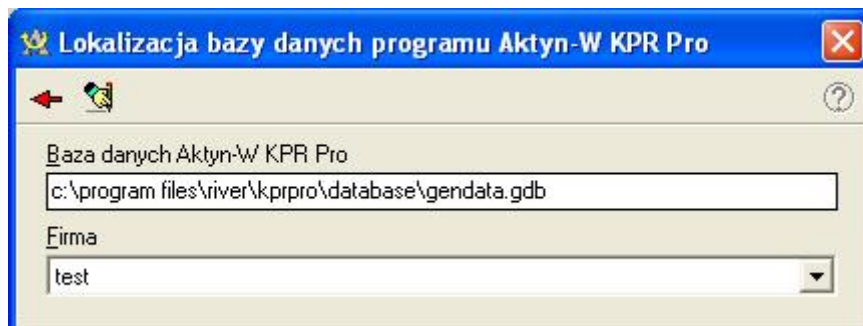 Lokalizacja bazy danych programu Aktyn-W KPR Pro
Baza danych Aktyn-W KPR Pro
c:\program files\river\kprpro\database\gendata.gdb
Firma
test